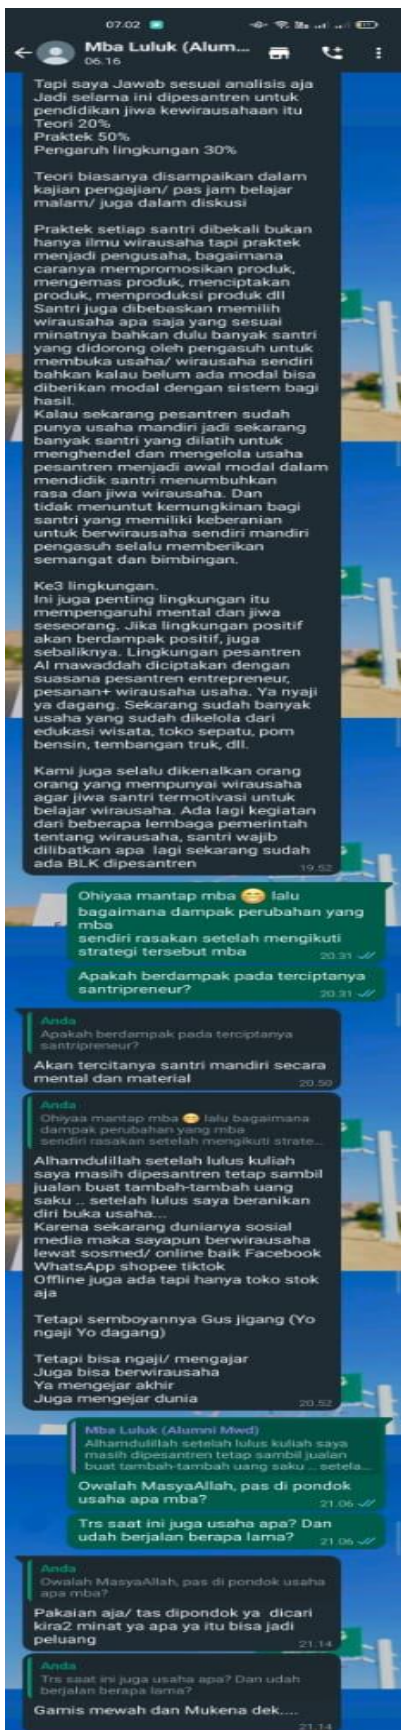 07.02
Mba Luluk (Alum...
06.16
Tapi saya Jawab sesuai analisis aja
Jadi selama ini dipesantren untuk
pendidikan jiwa kewirausahaan itu
Teori 20%
Praktek 50%
Pengaruh lingkungan 30%
Teori biasanya disampaikan dalam
kajian pengajian/ pas jam belajar
malam/ juga dalam diskusi
Praktek setiap santri dibekali bukan
hanya ilmu wirausaha tapi praktek
menjadi pengusaha, bagaimana
caranya mempromosikan produk,
mengemas produk, menciptakan
produk, memproduksi produk dll
Santri juga dibebaskan memilih
wirausaha apa saja yang sesuai
minatnya bahkan dulu banyak santri
yang didorong oleh pengasuh untuk
membuka usaha/ wirausaha sendiri
bahkan kalau belum ada modal bisa
diberikan modal dengan sistem bagi
hasil.
Kalau sekarang pesantren sudah
punya usaha mandiri jadi sekarang
banyak santri yang dilatih untuk
menghendel dan mengelola usaha
pesantren menjadi awal modal dalam
mendidik santri menumbuhkan
rasa dan jiwa wirausaha. Dan
tidak menuntut kemungkinan bagi
santri yang memiliki keberanian
untuk berwirausaha sendiri mandiri
pengasuh selalu memberikan
semangat dan bimbingan.
Ke3 lingkungan.
Ini juga penting lingkungan itu
mempengaruhi mental dan jiwa
seseorang. Jika lingkungan positif
akan berdampak positif, juga
sebaliknya. Lingkungan pesantren
Al mawaddah diciptakan dengan
suasana pesantren entrepreneur,
pesanan+ wirausaha usaha. Ya nyaji
ya dagang. Sekarang sudah banyak
usaha yang sudah dikelola dari
edukasi wisata, toko sepatu, pom
bensin, tembangan truk, dll.
Kami juga selalu dikenalkan orang
orang yang mempunyai wirausaha
agar jiwa santri termotivasi untuk
belajar wirausaha. Ada lagi kegiatan
dari beberapa lembaga pemerintah
tentang wirausaha, santri wajib
dilibatkan apa lagi sekarang sudah
ada BLK dipesantren
19.52
Ohiyaa mantap mba 😁 lalu
bagaimana dampak perubahan yang
mba
sendiri rasakan setelah mengikuti
strategi tersebut mba
20.31
Apakah berdampak pada terciptanya
santripreneur?
20.31
Anda
Apakah berdampak pada terciptanya
santripreneur?
Akan tercitanya santri mandiri secara
mental dan material
20.50
Anda
Ohiyaa mantap mba 😁 lalu bagaimana
dampak perubahan yang mba
sendiri rasakan setelah mengikuti strate...
Alhamdulillah setelah lulus kuliah
saya masih dipesantren tetap sambil
jualan buat tambah-tambah uang
saku .. setelah lulus saya beranikan
diri buka usaha...
Karena sekarang dunianya sosial
media maka sayapun berwirausaha
lewat sosmed/ online baik Facebook
WhatsApp shopee tiktok
Offline juga ada tapi hanya toko stok
aja
Tetapi semboyannya Gus jigang (Yo
ngaji Yo dagang)
Tetapi bisa ngaji/ mengajar
Juga bisa berwirausaha
Ya mengejar akhir
Juga mengejar dunia
20.52
Mba Luluk (Alumni Mwd)
Alhamdulillah setelah lulus kuliah saya
masih dipesantren tetap sambil jualan
buat tambah-tambah uang saku .. setela...
Owalah MasyaAllah, pas di pondok
usaha apa mba?
21.06
Trs saat ini juga usaha apa? Dan
udah berjalan berapa lama?
21.06
Anda
Owalah MasyaAllah, pas di pondok usaha
apa mba?
Pakaian aja/ tas dipondok ya dicari
kira2 minat ya apa ya itu bisa jadi
peluang
21.14
Anda
Trs saat ini juga usaha apa? Dan udah
berjalan berapa lama?
Gamis mewah dan Mukena dek....
21.14